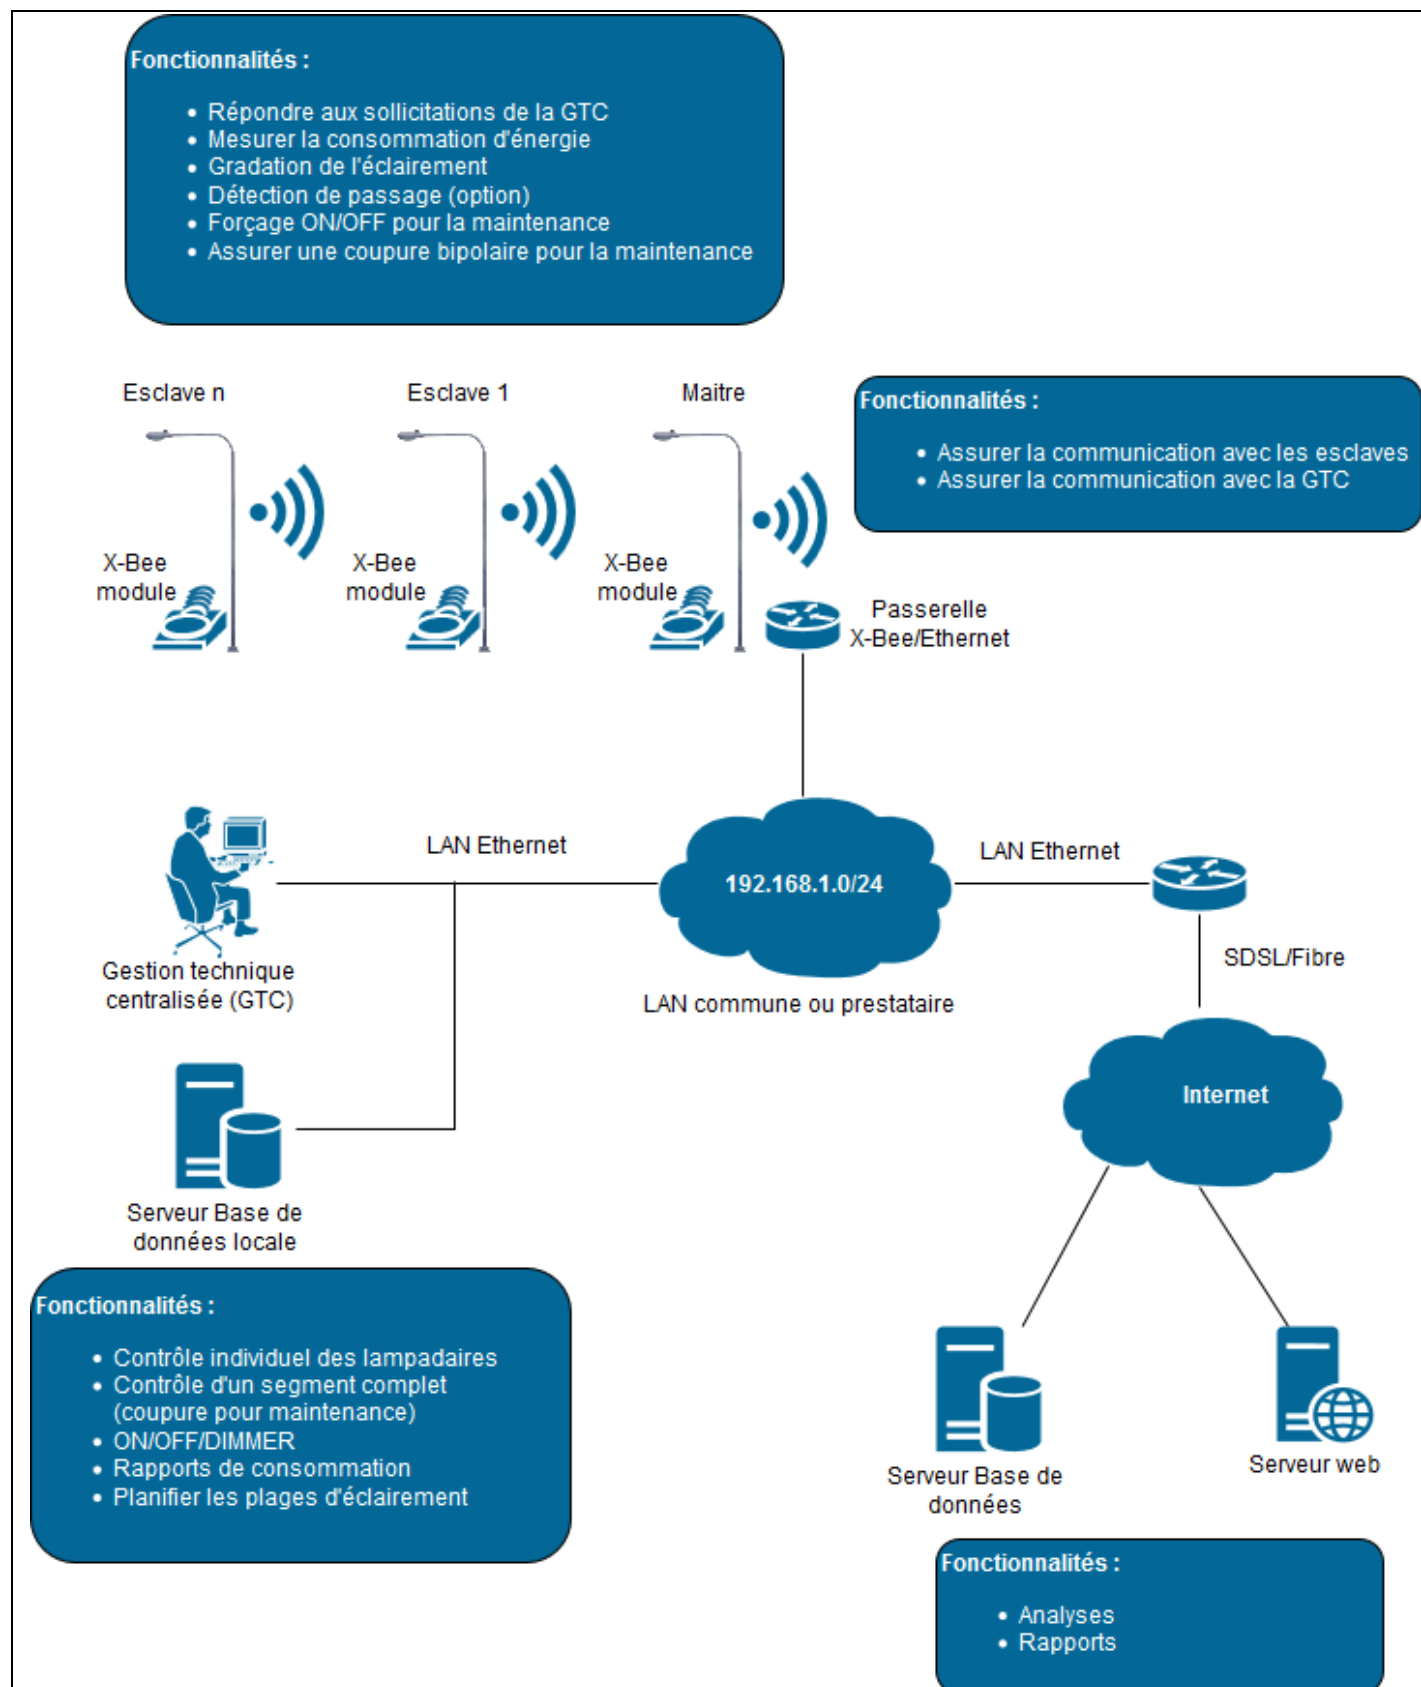 Fonctionnalités :
• Répondre aux sollicitations de la GTC
• Mesurer la consommation d'énergie
• Gradation de l'éclairement
• Détection de passage (option)
• Forçage ON/OFF pour la maintenance
• Assurer une coupure bipolaire pour la maintenance
Esclave n
Esclave 1
Maitre
Fonctionnalités :
• Assurer la communication avec les esclaves
• Assurer la communication avec la GTC
X-Bee
module
X-Bee
module
X-Bee
module
Passerelle
X-Bee/Ethernet
LAN Ethernet
192.168.1.0/24
LAN Ethernet
Gestion technique
centralisée (GTC)
LAN commune ou prestataire
SDSL/Fibre
Internet
Serveur Base de
données locale
Fonctionnalités :
• Contrôle individuel des lampadaires
• Contrôle d'un segment complet
(coupure pour maintenance)
• ON/OFF/DIMMER
• Rapports de consommation
• Planifier les plages d'éclairement
Serveur Base de
données
Serveur web
Fonctionnalités :
• Analyses
• Rapports